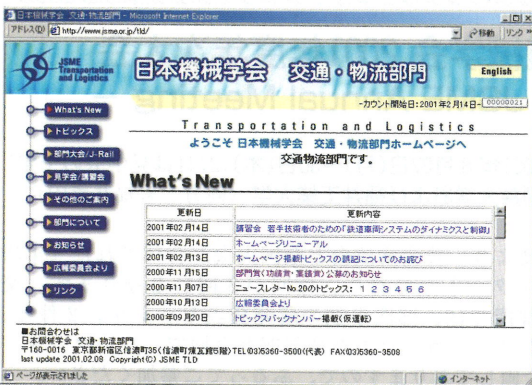 日本機械学会 交通・物流部門 - Microsoft Internet Explorer
アドレス(D) http://www.jsme.or.jp/tld/ 移動 リンク »
JSME
Transportation
and Logistics
日本機械学会 交通・物流部門
English
-カウント開始日:2001年2月14日- 00000021
Transportation and Logistics
ようこそ 日本機械学会 交通・物流部門ホームページへ
交通物流部門です。
What's New
トピックス
部門大会/J-Rail
見学会/講習会
その他のご案内
部門について
お知らせ
広報委員会より
リンク
What's New
更新日 更新内容
2001年02月14日 講習会 若手技術者のための「鉄道車両システムのダイナミクスと制御」
2001年02月14日 ホームページリニューアル
2001年02月13日 ホームページ掲載トピックスの誤記についてのお詫び
2000年11月15日 部門賞(功績賞・業績賞)公募のお知らせ
2000年11月07日 ニュースレターNo.20のトピックス: 1 2 3 4 5 6
2000年10月13日 広報委員会より
2000年09月20日 トピックスバックナンバー掲載(仮運転)
■お問合わせは
日本機械学会 交通・物流部門
〒160-0016 東京都新宿区信濃町35(信濃町煉瓦館5階)TEL(03)5360-3500(代表) FAX(03)5360-3508
last update 2001.02.08 Copyright(C) JSME TLD
ページが表示されました インターネット